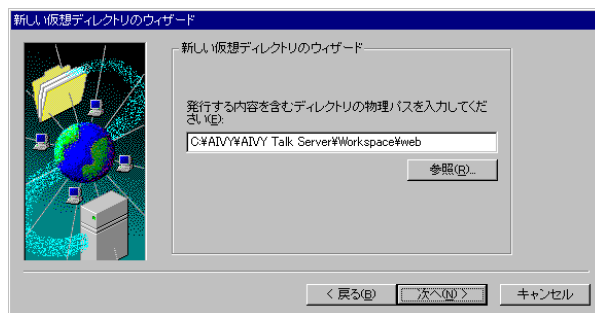 新しい仮想ディレクトリのウィザード
新しい仮想ディレクトリのウィザード
発行する内容を含むディレクトリの物理パスを入力してくだ
さい(E):
C:¥AIVY¥AIVY Talk Server¥Workspace¥web
参照(R)...
< 戻る(B)
次へ(N) >
キャンセル